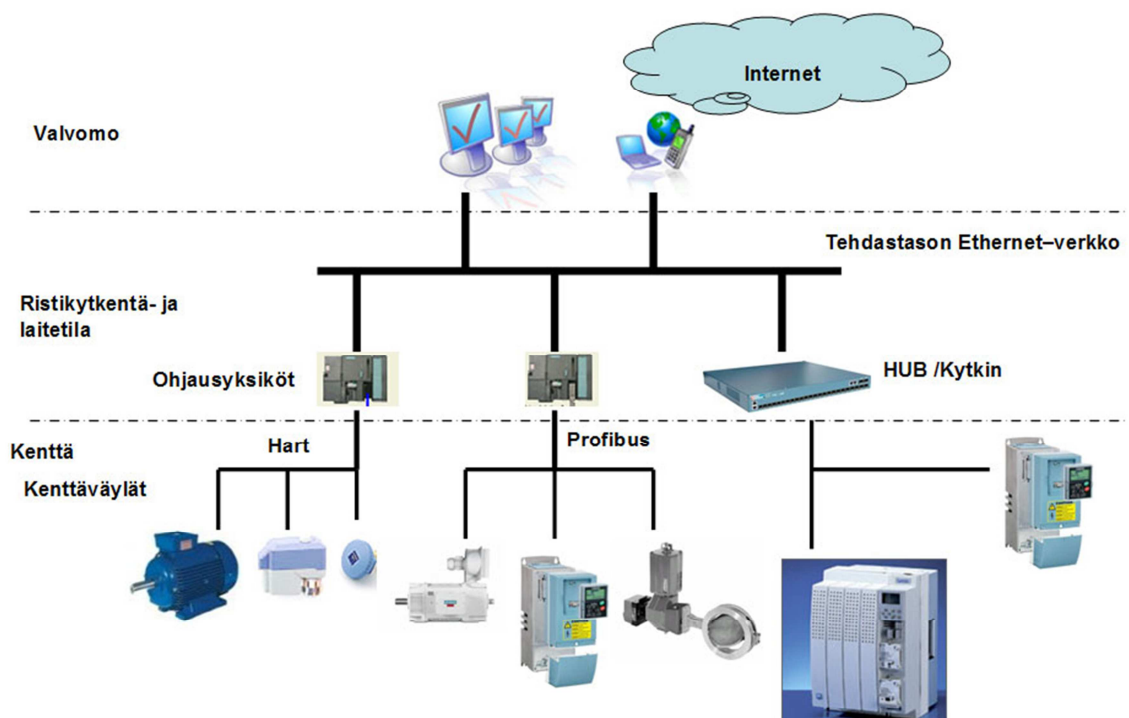 Internet
Valvomo
Tehdastason Ethernet–verkko
Ristikytkentä- ja
laitetila
Ohjausyksiköt
HUB /Kytkin
Kenttä
Hart
Profibus
Kenttäväylät